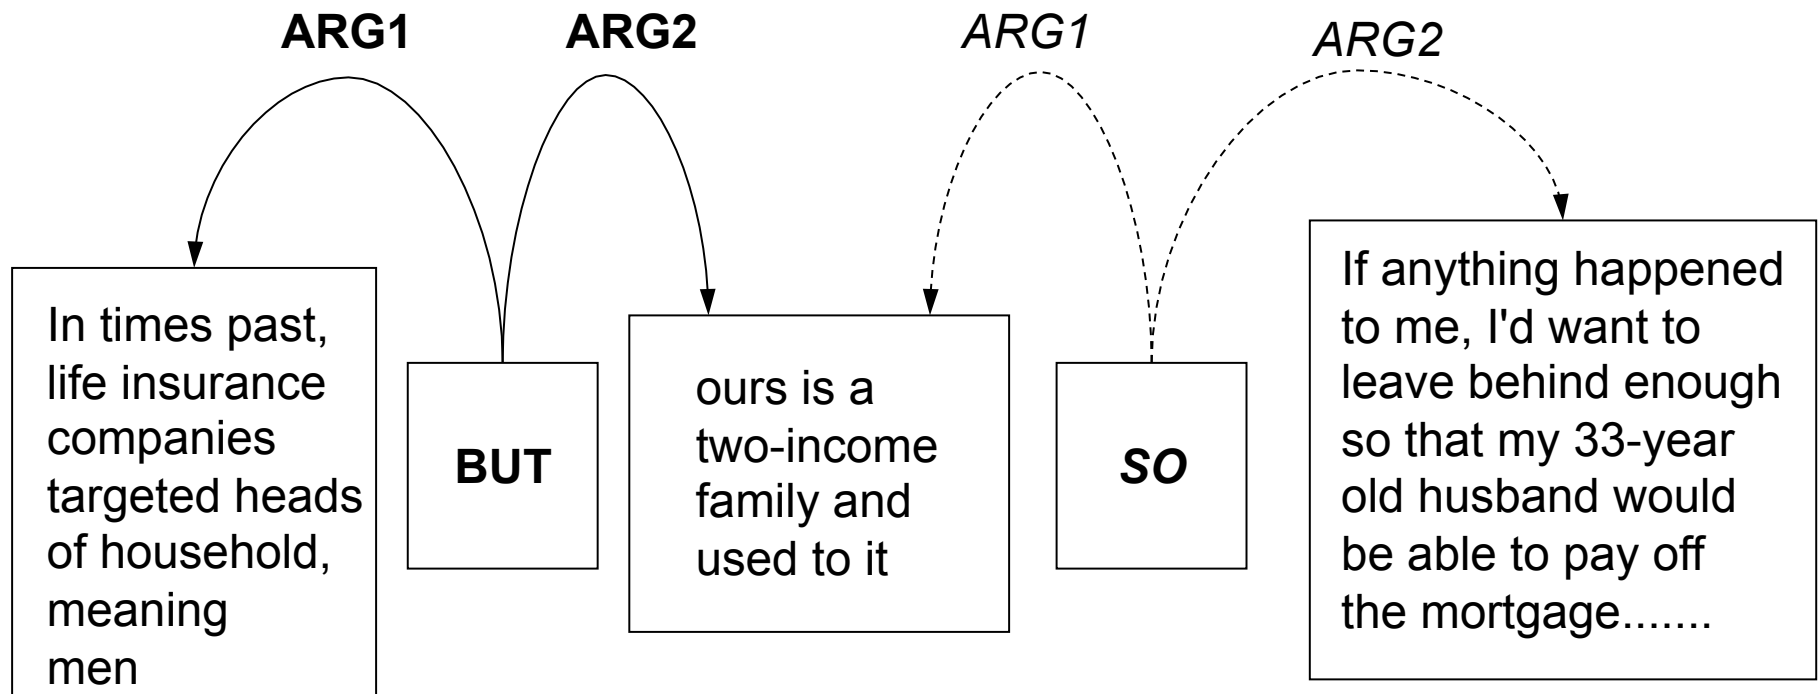 ARG1 ARG2 ARG1 ARG2
In times past,
life insurance
companies
targeted heads
of household,
meaning
men
BUT
ours is a
two-income
family and
used to it
SO
If anything happened
to me, I'd want to
leave behind enough
so that my 33-year
old husband would
be able to pay off
the mortgage.......